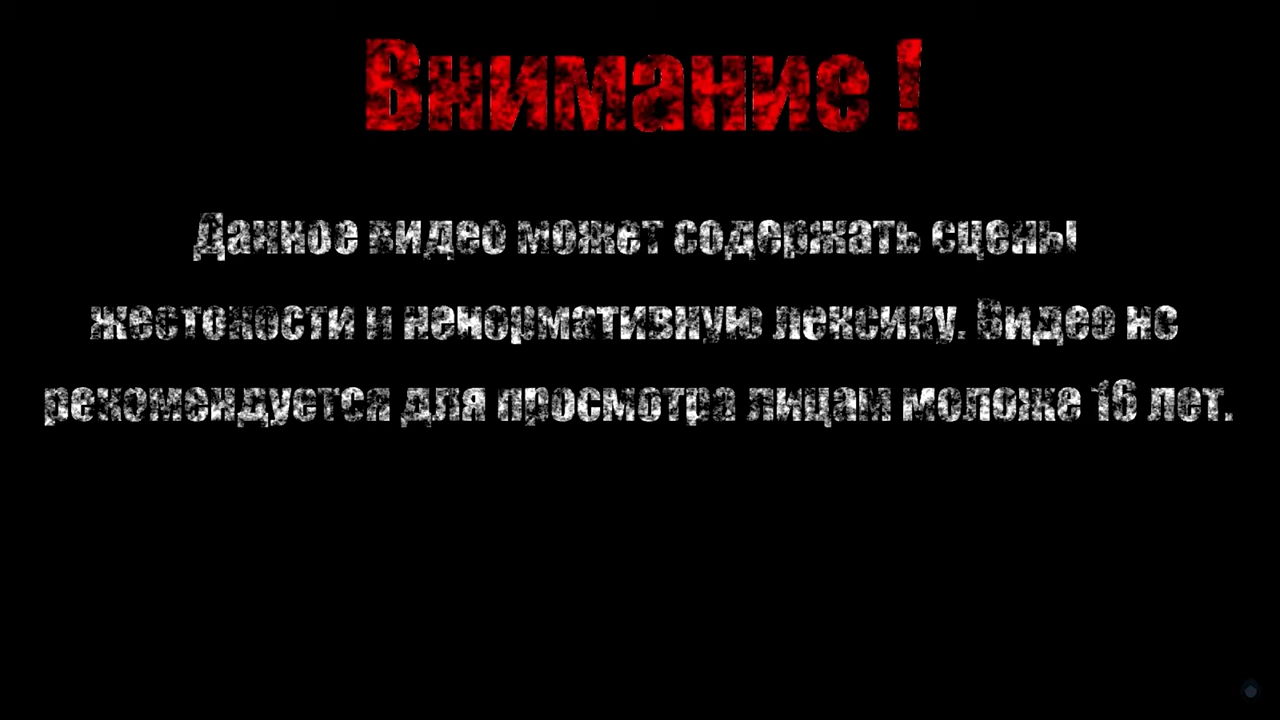 Внимание !
Данное видео может содержать сцены
жестокости и ненормативную лексику. Видео не
рекомендуется для просмотра лицам моложе 16 лет.